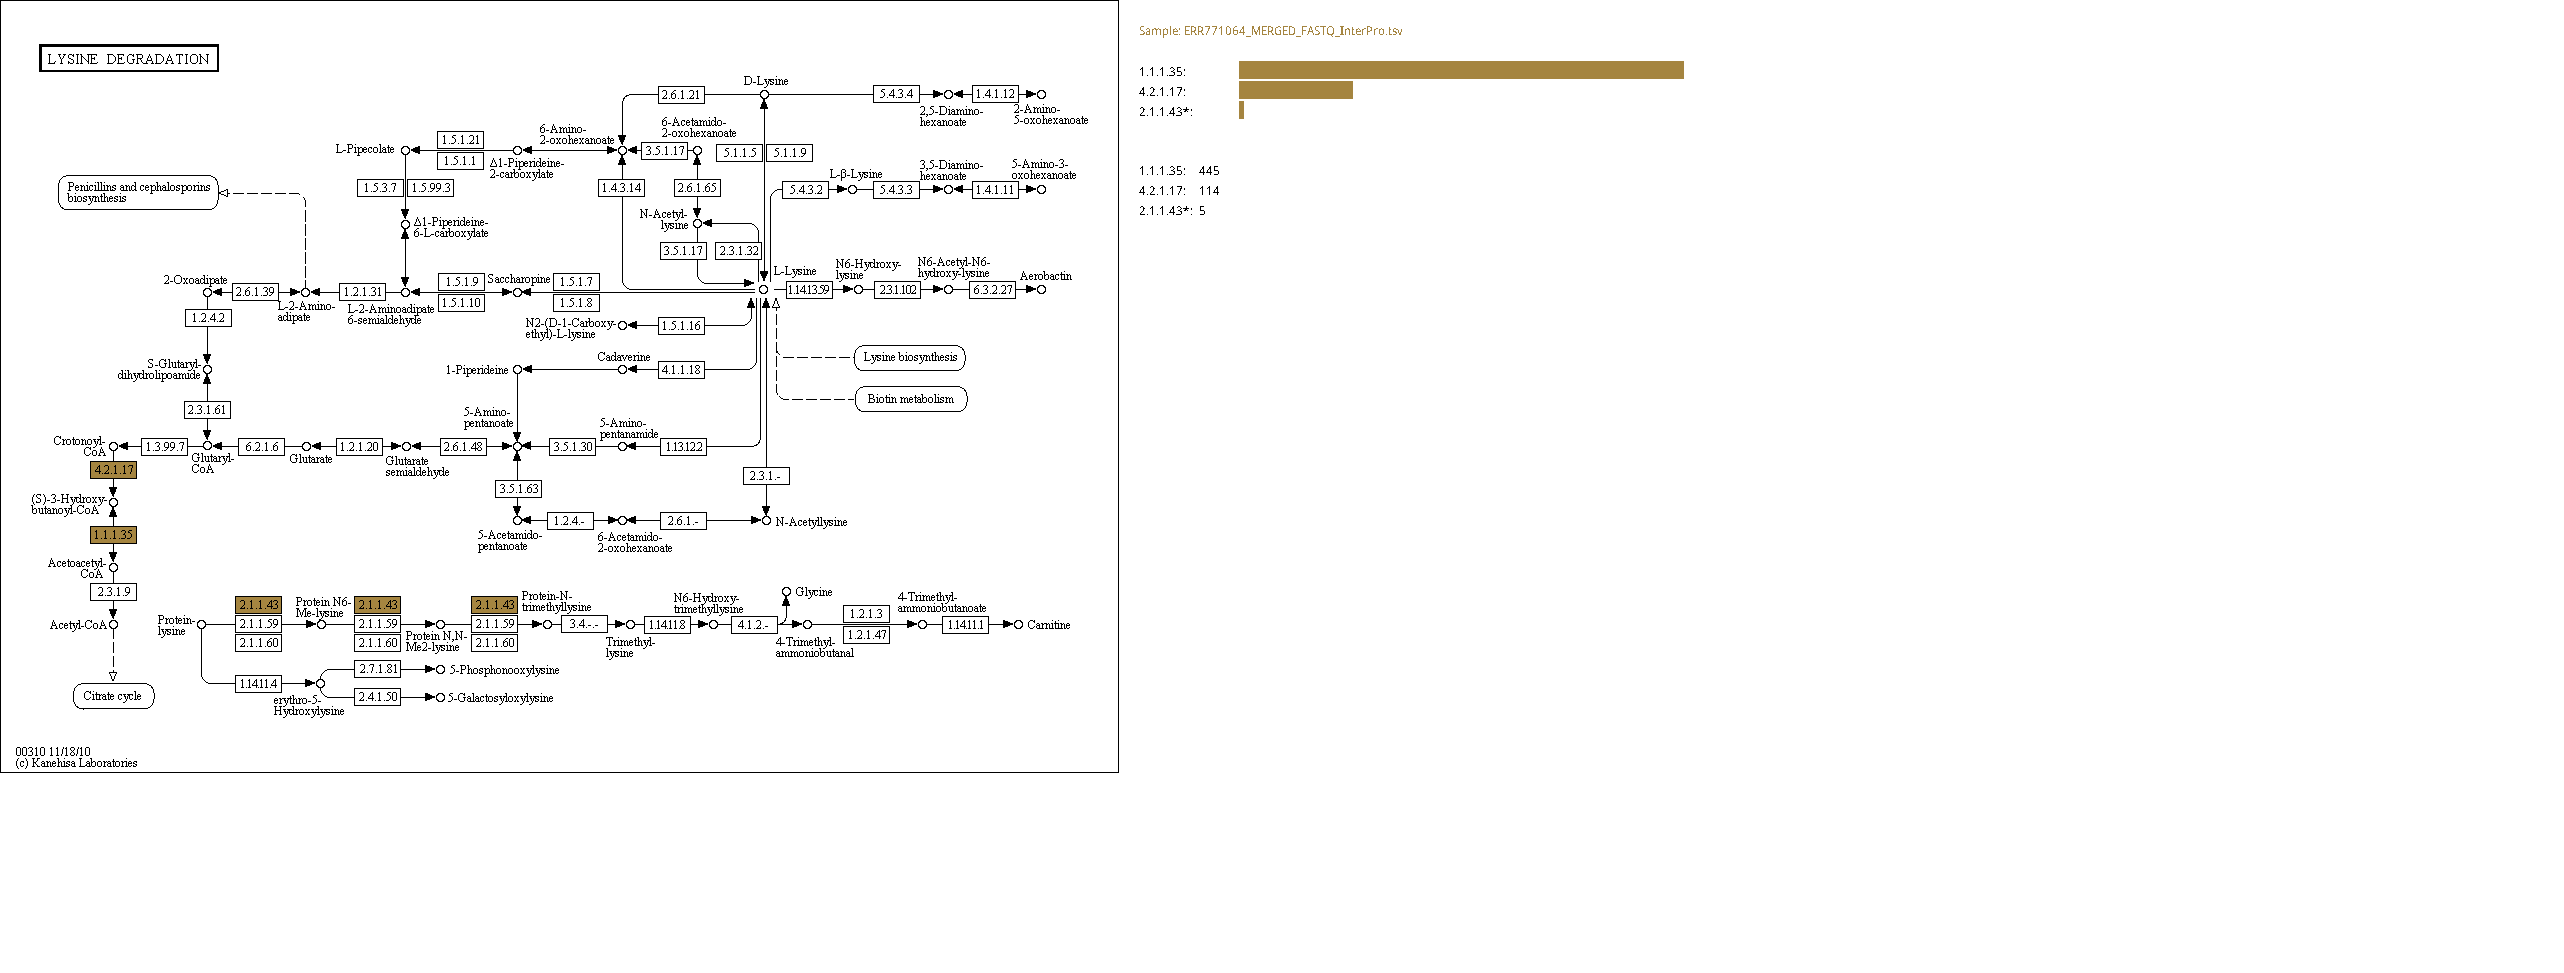 LYSINE DEGRADATION
D-Lysine
2.6.1.21
5.4.3.4
1.4.1.12
2,5-Diamino-
hexanoate
2-Amino-
5-oxohexanoate
6-Amino-
2-oxohexanoate
6-Acetamido-
2-oxohexanoate
L-Pipecolate
1.5.1.21
1.5.1.1
Δ1-Piperideine-
2-carboxylate
3.5.1.17
5.1.1.5
5.1.1.9
3,5-Diamino-
hexanoate
5-Amino-3-
oxohexanoate
L-β-Lysine
Penicillins and cephalosporins
biosynthesis
1.5.3.7
1.5.99.3
1.4.3.14
2.6.1.65
5.4.3.2
5.4.3.3
1.4.1.11
N-Acetyl-
lysine
Δ1-Piperideine-
6-L-carboxylate
3.5.1.17
2.3.1.32
2-Oxoadipate
2.6.1.39
L-2-Amino-
adipate
1.2.1.31
L-2-Aminoadipate
6-semialdehyde
1.5.1.9
1.5.1.10
Saccharopine
1.5.1.7
1.5.1.8
L-Lysine
1.14.13.59
N6-Hydroxy-
lysine
2.3.1.102
N6-Acetyl-N6-
hydroxy-lysine
6.3.2.27
Aerobactin
1.2.4.2
N2-(D-1-Carboxy-
ethyl)-L-lysine
1.5.1.16
Cadaverine
Lysine biosynthesis
S-Glutaryl-
dihydrolipoamide
1-Piperideine
4.1.1.18
Biotin metabolism
2.3.1.61
5-Amino-
pentanoate
5-Amino-
pentanamide
Crotonoyl-
CoA
1.3.99.7
Glutaryl-
CoA
6.2.1.6
Glutarate
1.2.1.20
Glutarate
semialdehyde
2.6.1.48
3.5.1.30
1.13.12.2
4.2.1.17
2.3.1.-
3.5.1.63
(S)-3-Hydroxy-
butanoyl-CoA
1.2.4.-
2.6.1.-
N-Acetyllysine
5-Acetamido-
pentanoate
6-Acetamido-
2-oxohexanoate
1.1.1.35
Acetoacetyl-
CoA
2.3.1.9
Acetyl-CoA
Citrate cycle
Protein-
lysine
2.1.1.43
2.1.1.59
2.1.1.60
Protein N6-
Me-lysine
2.1.1.43
2.1.1.59
2.1.1.60
Protein N,N-
Me2-lysine
2.1.1.43
2.1.1.59
2.1.1.60
Protein-N-
trimethyllysine
3.4.-.-
Trimethyl-
lysine
1.14.11.8
N6-Hydroxy-
trimethyllysine
4.1.2.-
Glycine
4-Trimethyl-
ammoniobutanal
1.2.1.3
1.2.1.47
4-Trimethyl-
ammoniobutanoate
1.14.11.1
Carnitine
1.14.11.4
erythro-5-
Hydroxylysine
2.7.1.81
5-Phosphonooxylysine
2.4.1.50
5-Galactosyloxylysine
00310 11/18/10
(c) Kanehisa Laboratories
Sample: ERR771064_MERGED_FASTQ_InterPro.tsv
1.1.1.35:
4.2.1.17:
2.1.1.43*:
1.1.1.35: 445
4.2.1.17: 114
2.1.1.43*: 5